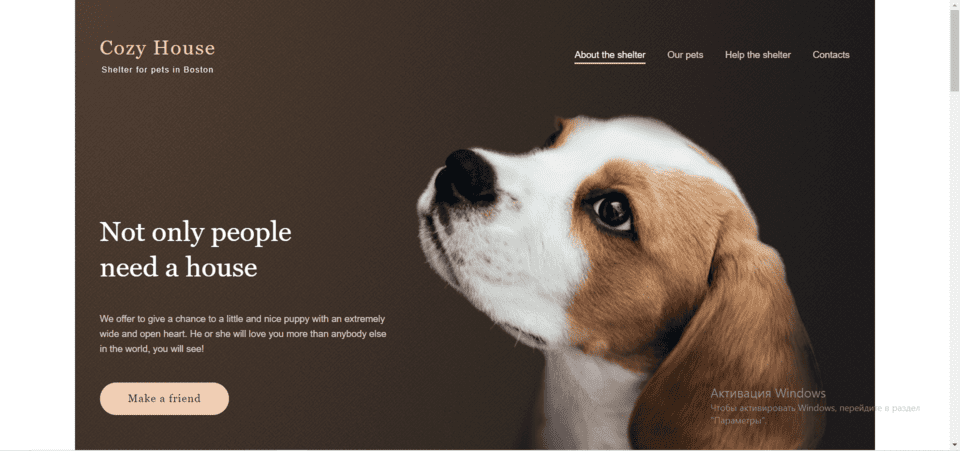 Cozy House
Shelter for pets in Boston
About the shelter
Our pets
Help the shelter
Contacts
Not only people
need a house
We offer to give a chance to a little and nice puppy with an extremely
wide and open heart. He or she will love you more than anybody else
in the world, you will see!
Make a friend
Активация Windows
Чтобы активировать Windows, перейдите в раздел
"Параметры".